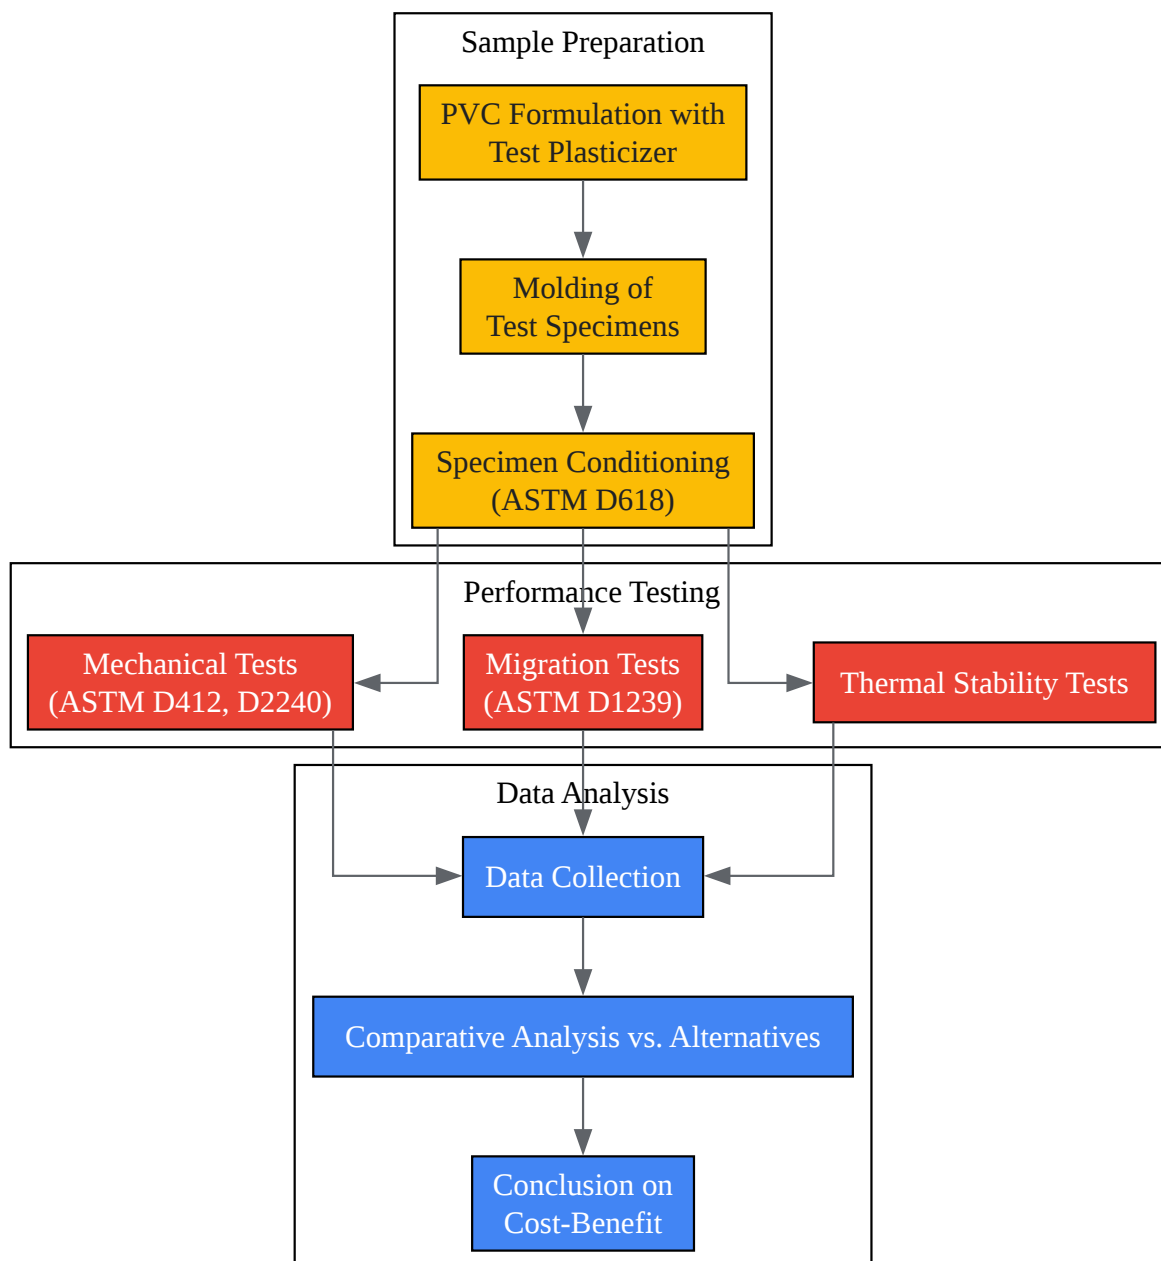 Sample Preparation
PVC Formulation with
Test Plasticizer
Molding of
Test Specimens
Specimen Conditioning
(ASTM D618)
Performance Testing
Mechanical Tests
(ASTM D412, D2240)
Migration Tests
(ASTM D1239)
Thermal Stability Tests
Data Analysis
Data Collection
Comparative Analysis vs. Alternatives
Conclusion on
Cost-Benefit